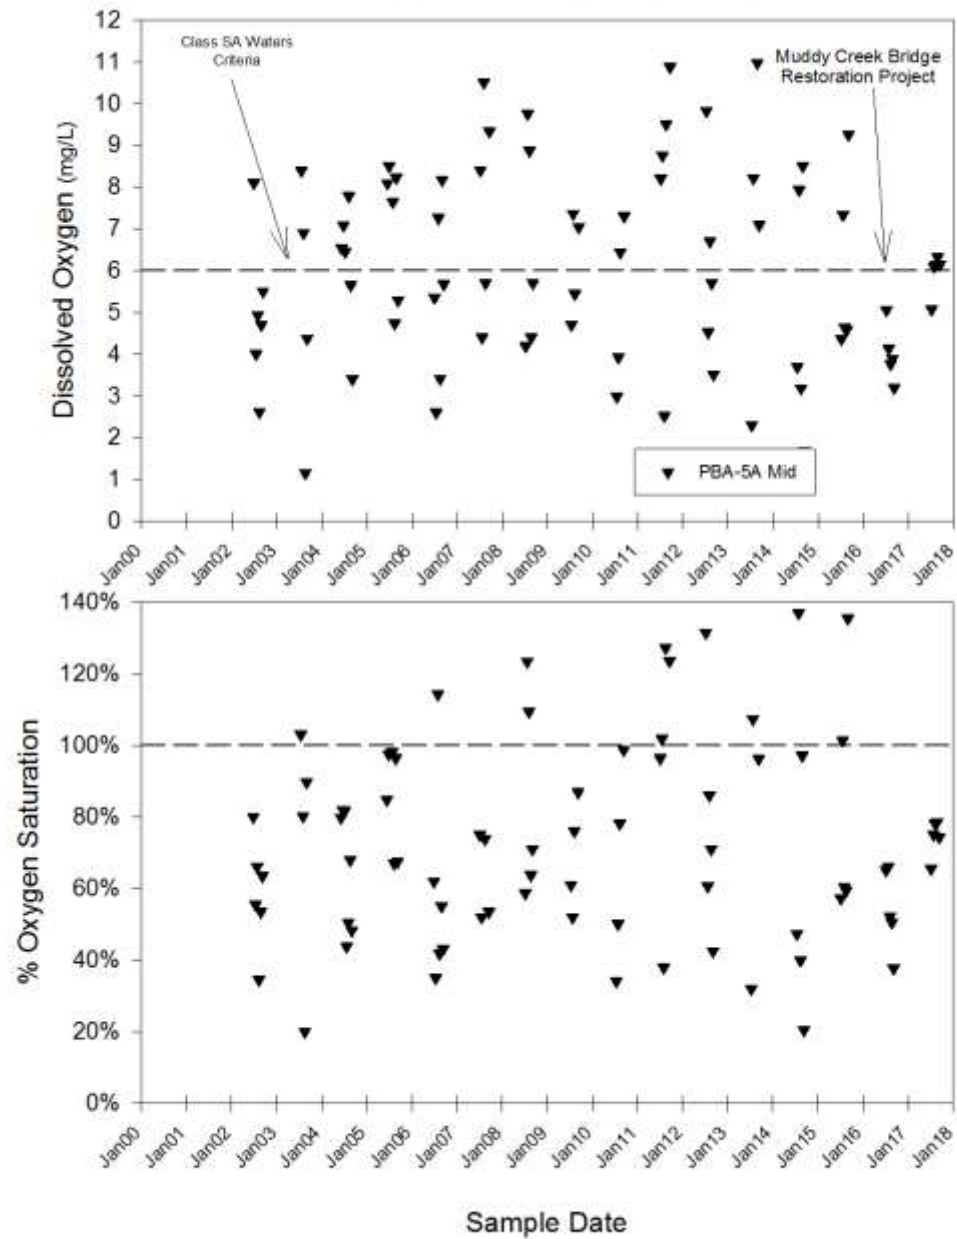 12
11
10
9
8
7
6
5
4
3
2
1
0
Dissolved Oxygen (mg/L)
Class SA Waters
Criteria
Muddy Creek Bridge
Restoration Project
PBA-5A Mid
Jan00
Jan01
Jan02
Jan03
Jan04
Jan05
Jan06
Jan07
Jan08
Jan09
Jan10
Jan11
Jan12
Jan13
Jan14
Jan15
Jan16
Jan17
Jan18
140%
120%
100%
80%
60%
40%
20%
0%
% Oxygen Saturation
Jan00
Jan01
Jan02
Jan03
Jan04
Jan05
Jan06
Jan07
Jan08
Jan09
Jan10
Jan11
Jan12
Jan13
Jan14
Jan15
Jan16
Jan17
Jan18
Sample Date